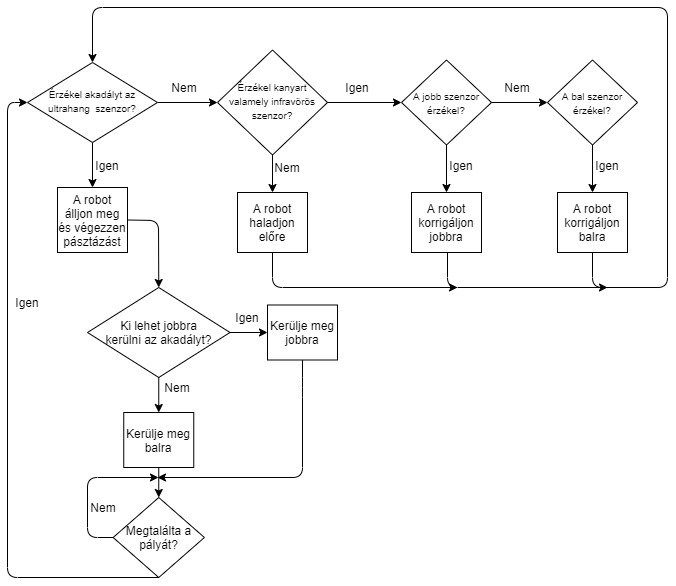 Érzékel akadályt az
ultrahang szenzor?
Nem
Érzékel kanyart
valamely infravörös
szenzor?
Igen
A jobb szenzor
érzékel?
Nem
A bal szenzor
érzékel?
Igen
Nem
Igen
Igen
A robot
álljon meg
és végezzen
pásztázást
A robot
haladjon
előre
A robot
korrigáljon
jobbra
A robot
korrigáljon
balra
Igen
Ki lehet jobbra
kerülni az akadályt?
Igen
Kerülje meg
jobbra
Nem
Kerülje meg
balra
Nem
Megtalálta a
pályát?